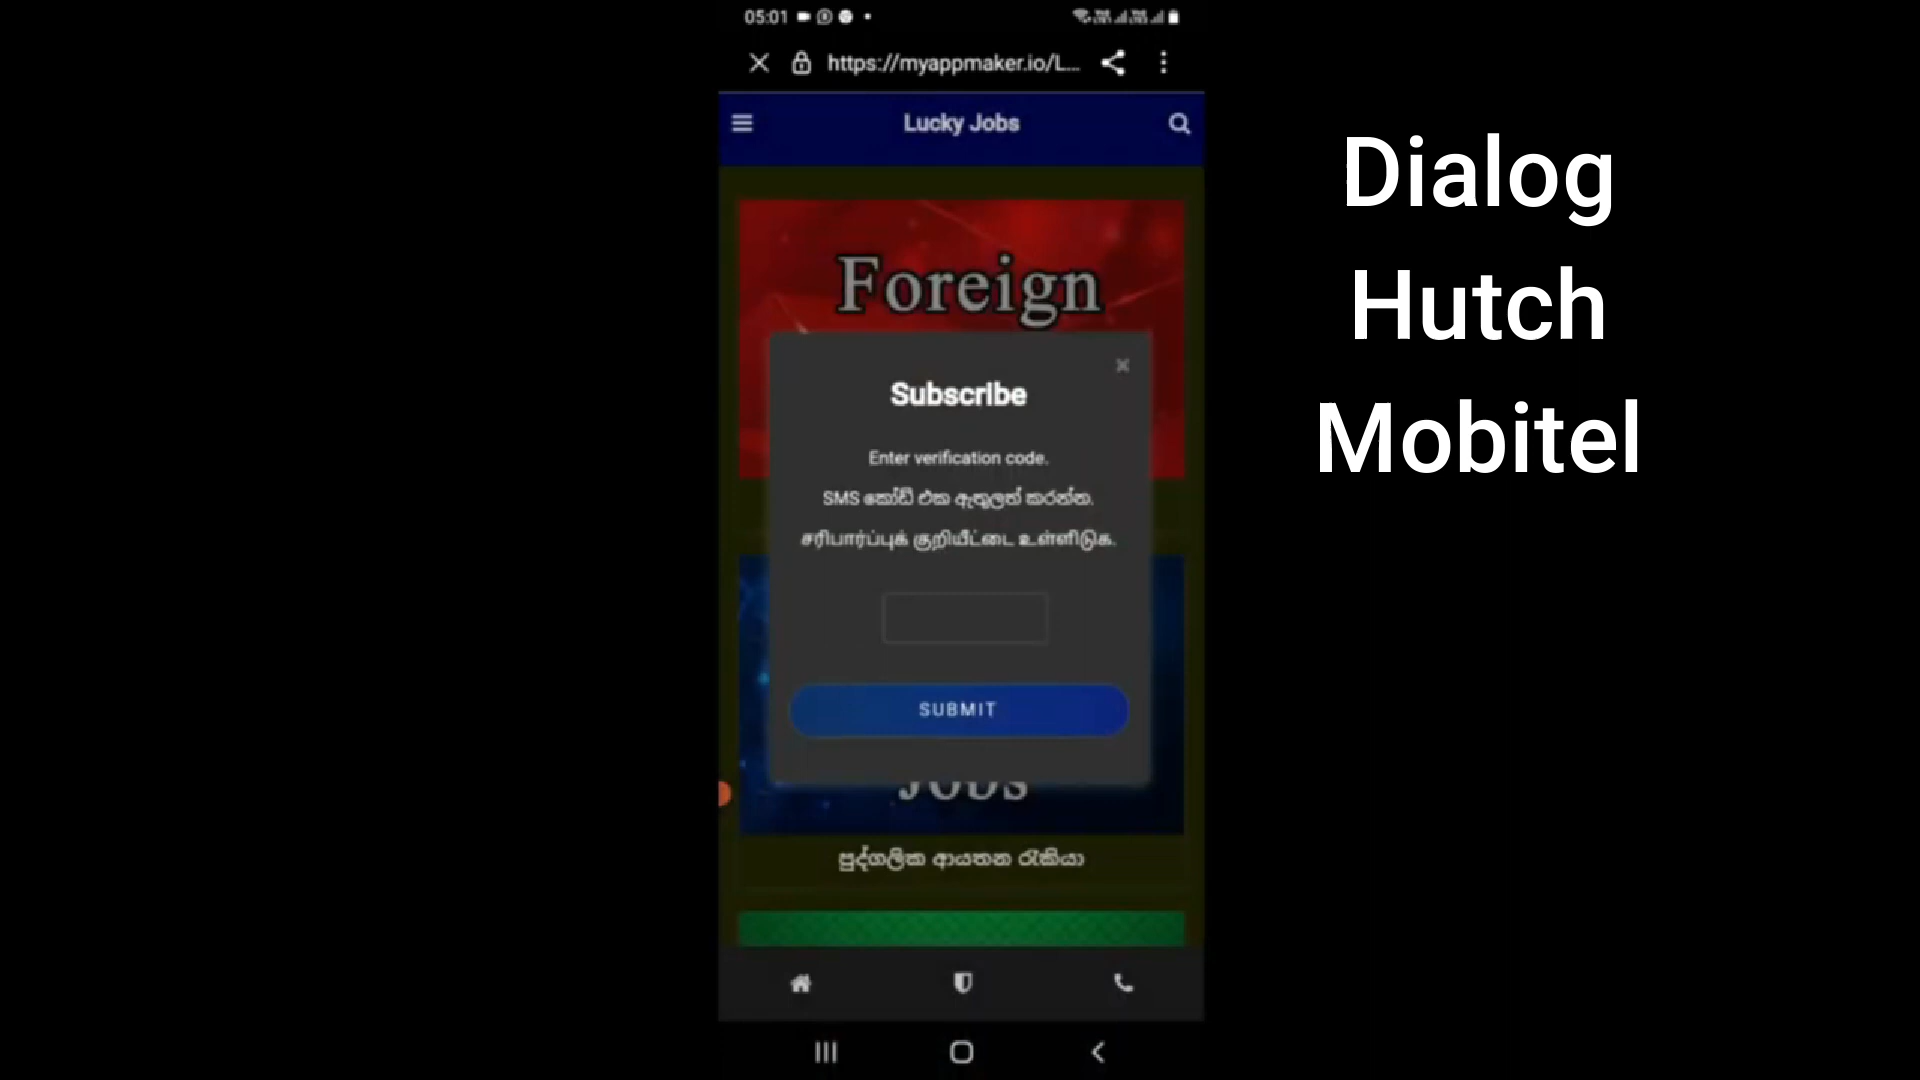 05:01
https://myappmaker.io/L...
Lucky Jobs
Foreign
Subscribe
Enter verification code.
SMS කෝඩ් එක ඇතුලත් කරන්න.
சரிபார்ப்புக் குறியீட்டை உள்ளிடுக.
SUBMIT
JOBS
පුද්ගලික ආයතන රැකියා
Dialog
Hutch
Mobitel